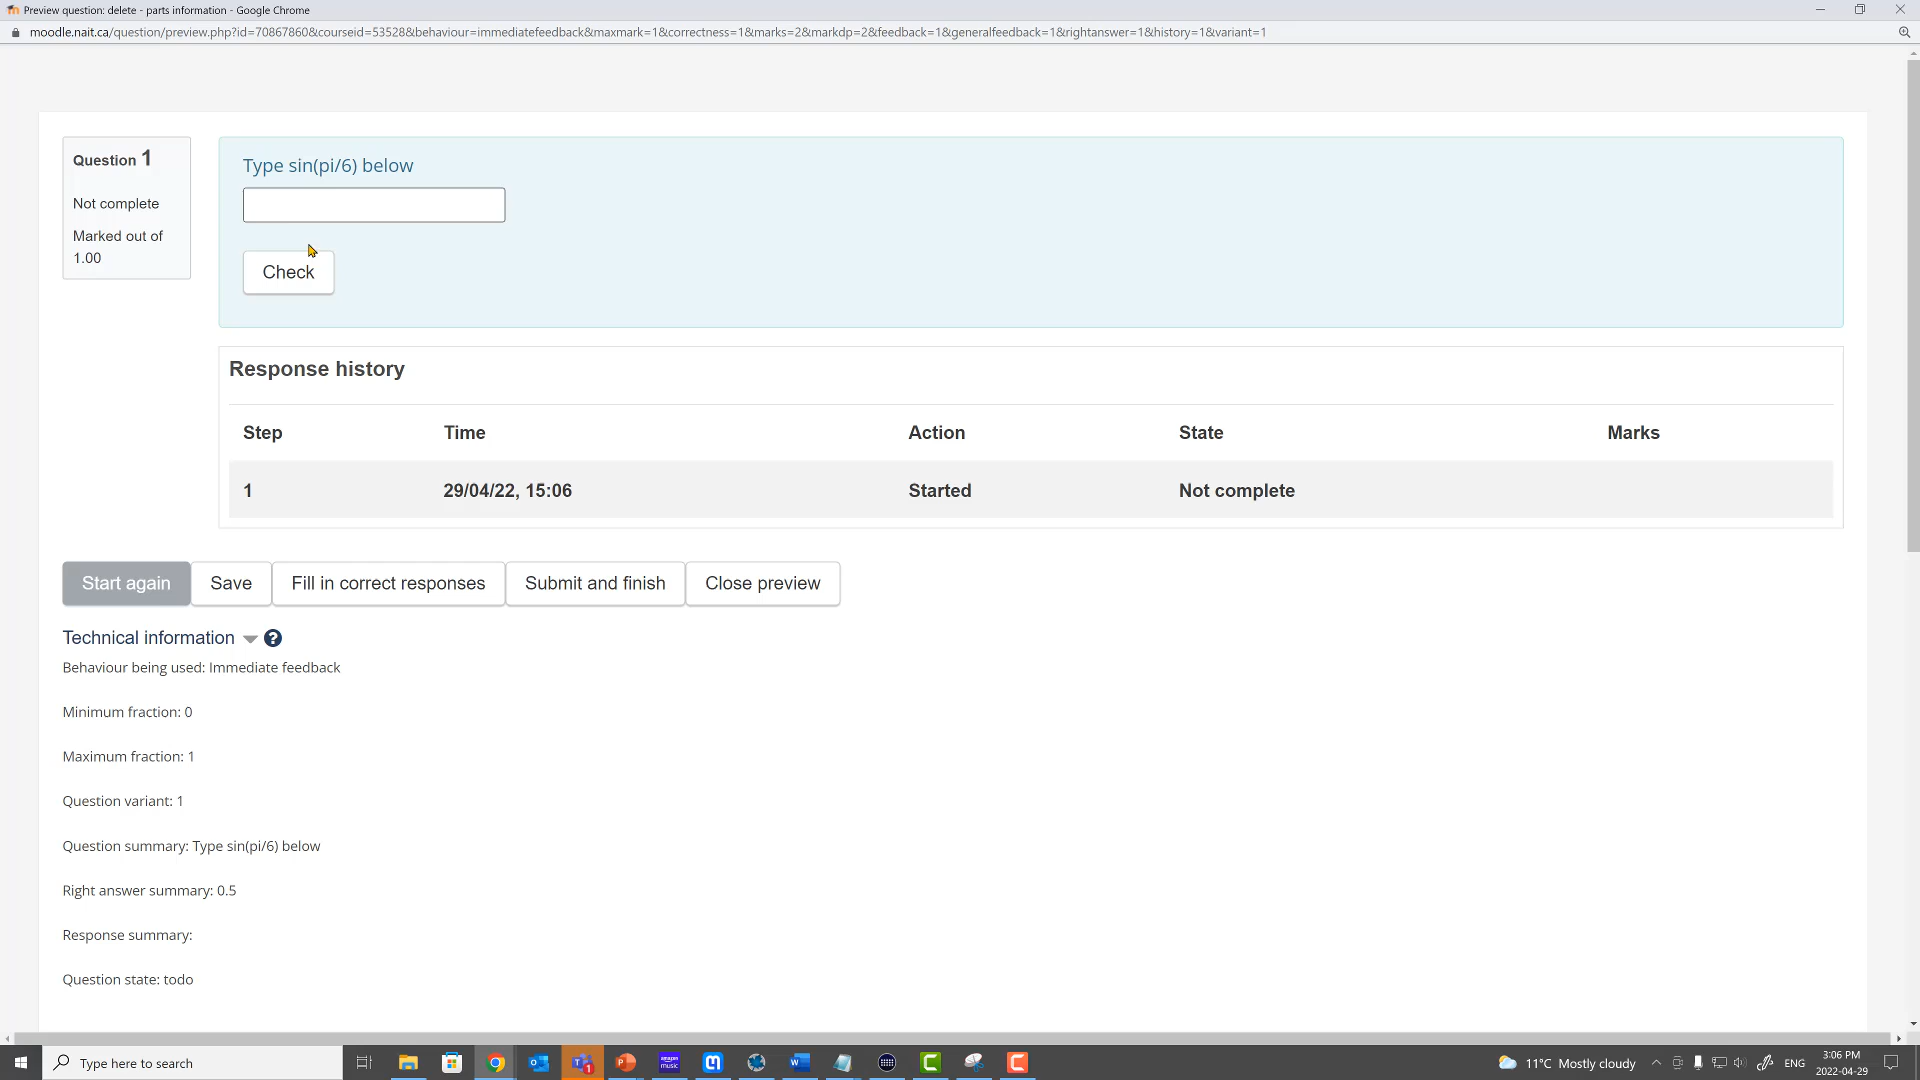 Preview question: delete - parts information - Google Chrome
moodle.nait.ca/question/preview.php?id=70867860&courseid=53528&behaviour=immediatefeedback&maxmark=1&correctness=1&marks=2&markdp=2&feedback=1&generalfeedback=1&rightanswer=1&history=1&variant=1
Question 1
Not complete
Marked out of
1.00
Type sin(pi/6) below
Check
Response history
Step Time Action State Marks
1 29/04/22, 15:06 Started Not complete
Start again Save Fill in correct responses Submit and finish Close preview
Technical information ?
Behaviour being used: Immediate feedback
Minimum fraction: 0
Maximum fraction: 1
Question variant: 1
Question summary: Type sin(pi/6) below
Right answer summary: 0.5
Response summary:
Question state: todo
Type here to search
1
amazon music
11°C Mostly cloudy
ENG
3:06 PM
2022-04-29